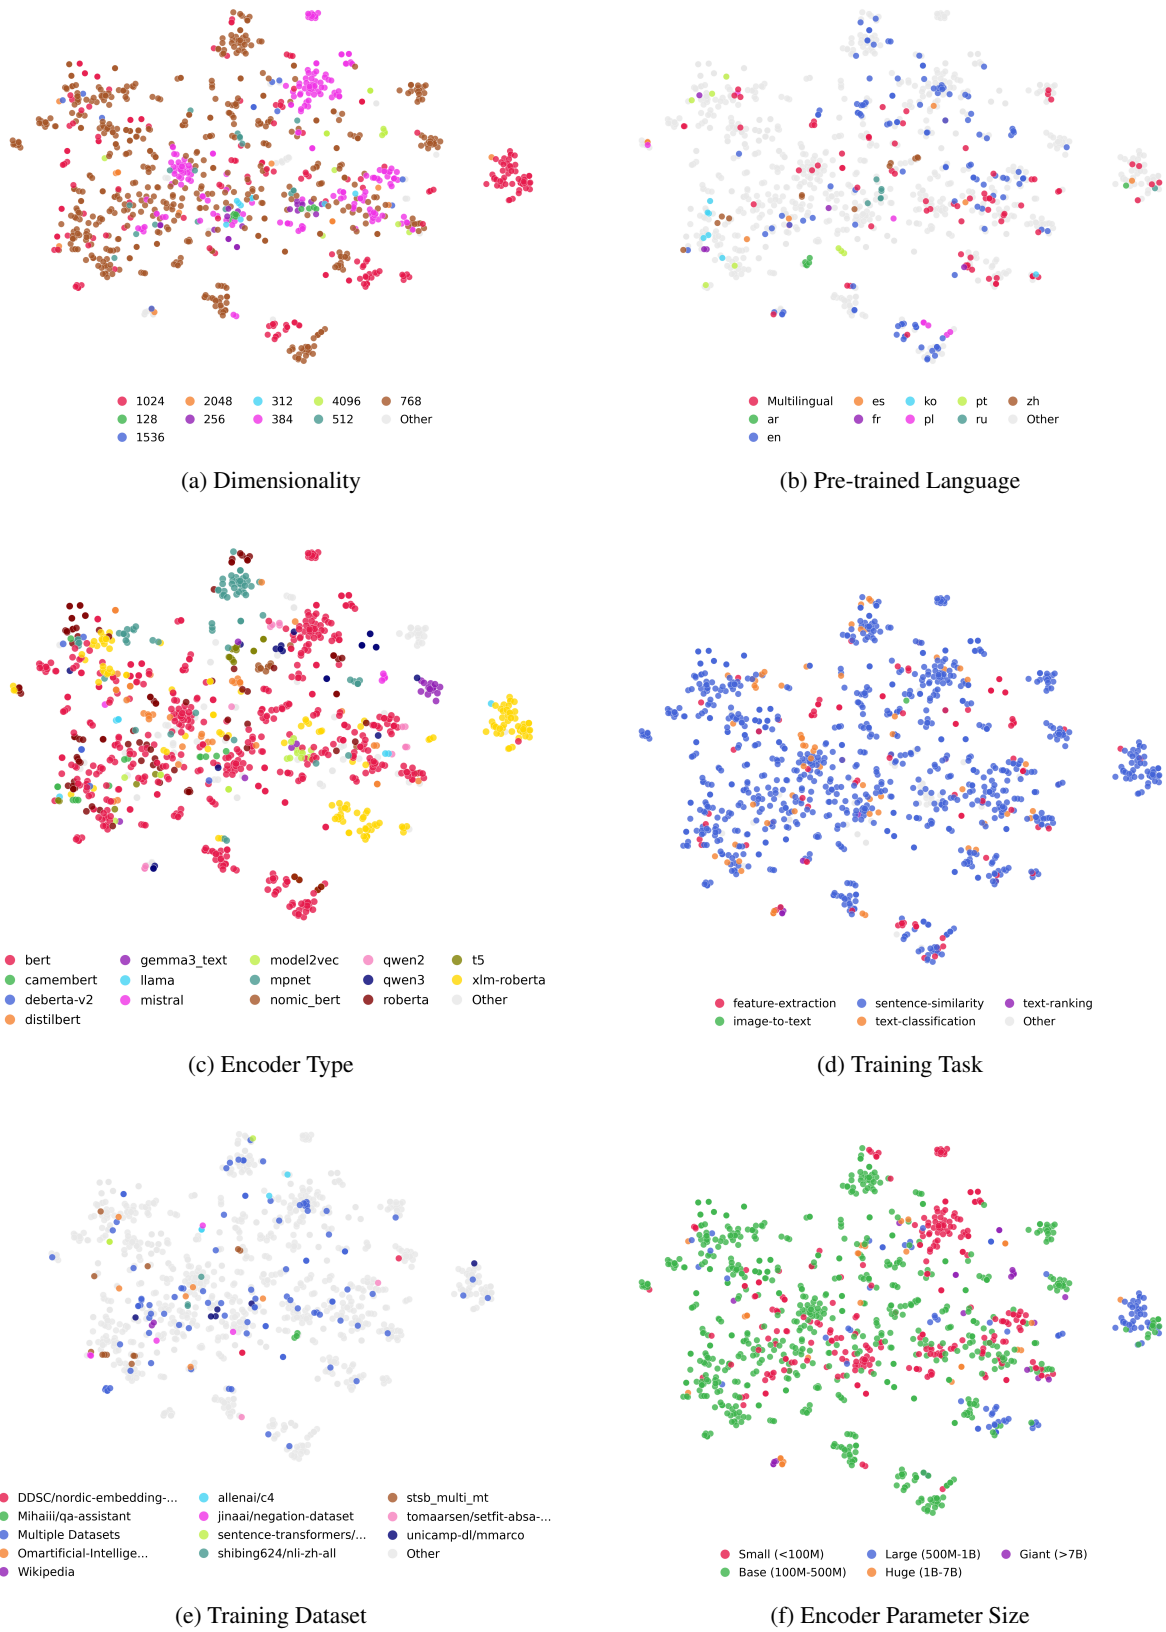 1024 2048 312 4096 768
128 256 384 512 Other
1536
Multilingual es ko pt zh
ar fr pl ru Other
en
(a) Dimensionality
(b) Pre-trained Language
bert gemma3_text model2vec qwen2 t5
camembert llama mpnet qwen3 xlm-roberta
deberta-v2 mistral nomic_bert roberta Other
distilbert
feature-extraction sentence-similarity text-ranking
image-to-text text-classification Other
(c) Encoder Type
(d) Training Task
DDSC/nordic-embedding-... allenai/c4 stsb_multi_mt
Mihaiii/qa-assistant jinaai/negation-dataset tomaarsen/setfit-absa-...
Multiple Datasets sentence-transformers/... unicamp-dl/mmarco
Omartificial-Intellige... shibing624/nli-zh-all Other
Wikipedia
Small (<100M) Large (500M-1B) Giant (>7B)
Base (100M-500M) Huge (1B-7B)
(e) Training Dataset
(f) Encoder Parameter Size